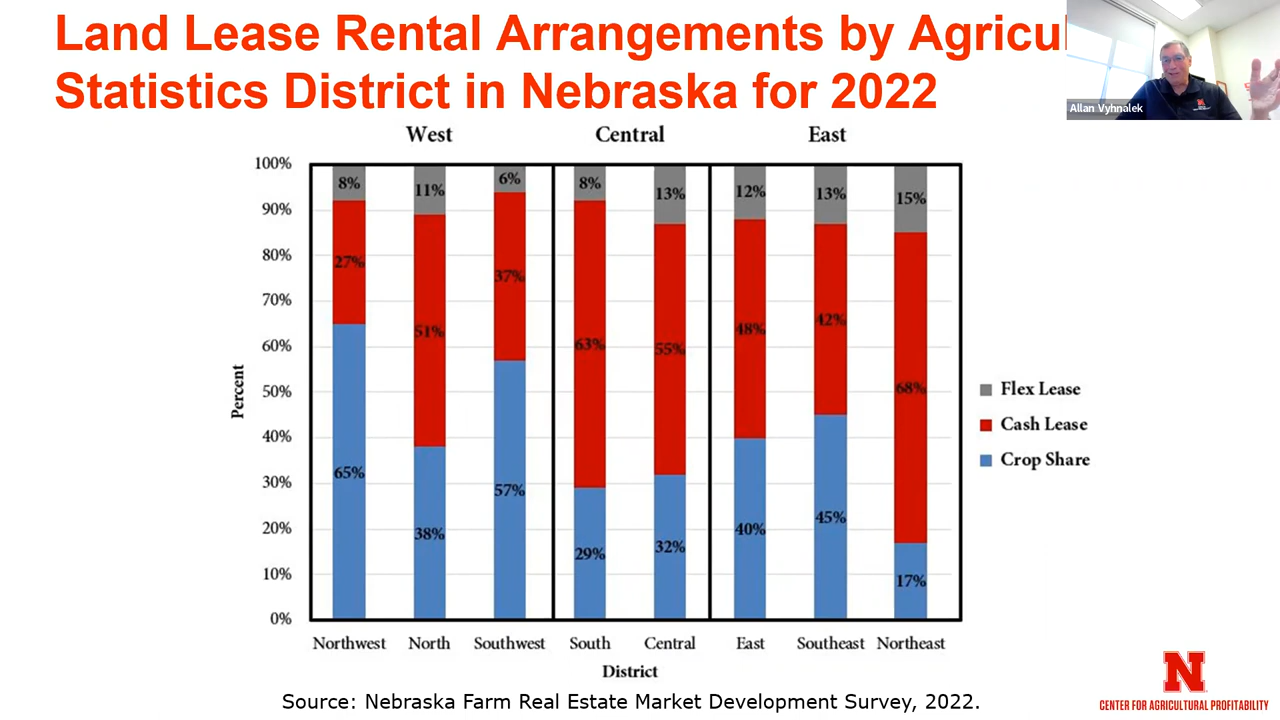 Land Lease Rental Arrangements by Agricul
Statistics District in Nebraska for 2022
Allan Vyhnalek
West Central East
100%
90%
80%
70%
60%
50%
40%
30%
20%
10%
0%
Percent
8% 11% 6% 8% 13% 12% 13% 15%
27% 51% 37% 63% 55% 48% 42% 68%
65% 38% 57% 29% 32% 40% 45% 17%
Flex Lease
Cash Lease
Crop Share
Northwest North Southwest South Central East Southeast Northeast
District
Source: Nebraska Farm Real Estate Market Development Survey, 2022.
N
CENTER FOR AGRICULTURAL PROFITABILITY